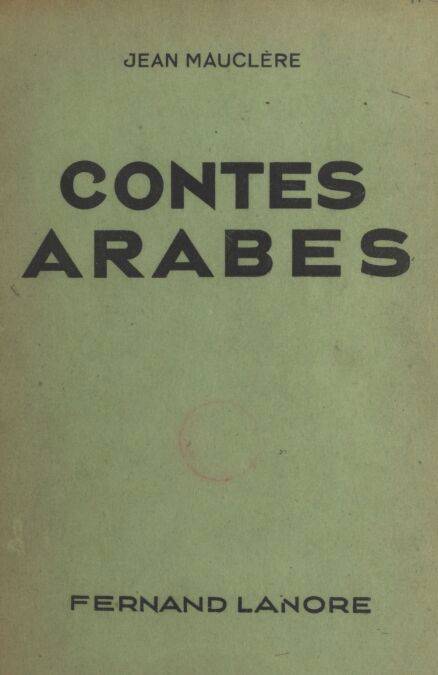 JEAN MAUCLÈRE
CONTES
ARABES
FERNAND LANORE